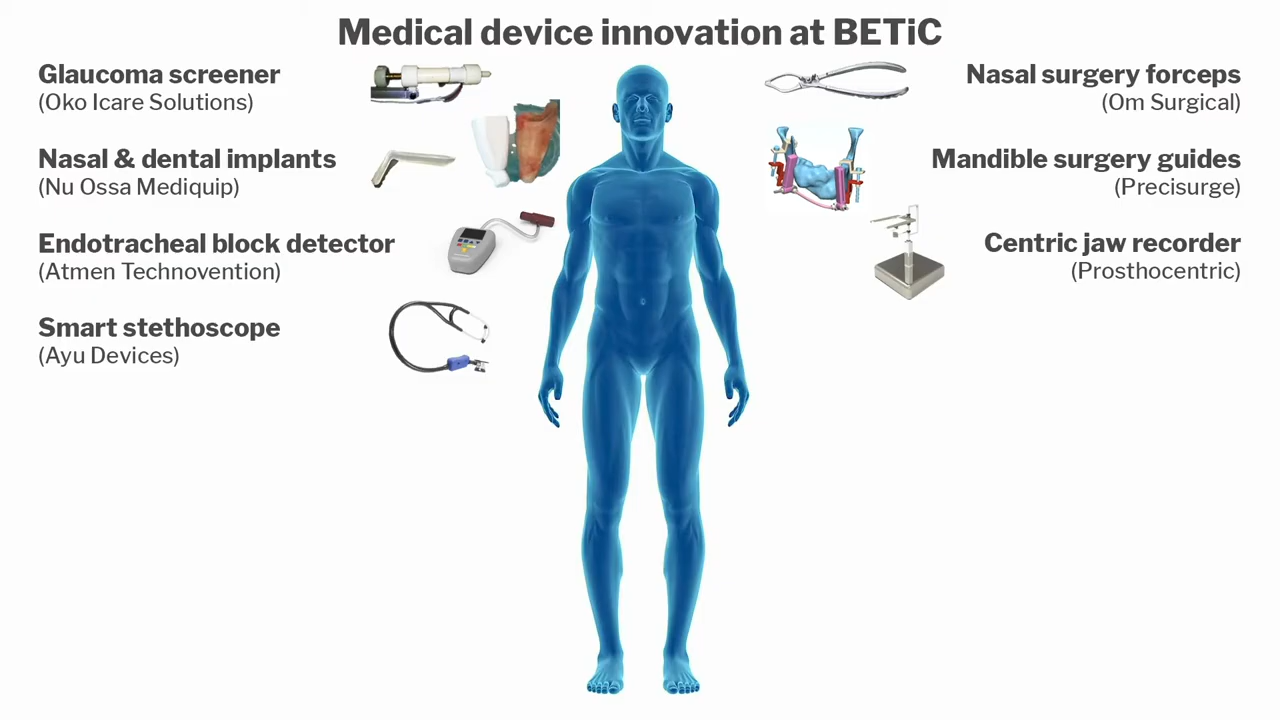 Medical device innovation at BETiC
Glaucoma screener
(Oko Icare Solutions)
Nasal & dental implants
(Nu Ossa Mediquip)
Endotracheal block detector
(Atmen Technovention)
Smart stethoscope
(Ayu Devices)
Nasal surgery forceps
(Om Surgical)
Mandible surgery guides
(Precisurge)
Centric jaw recorder
(Prosthocentric)